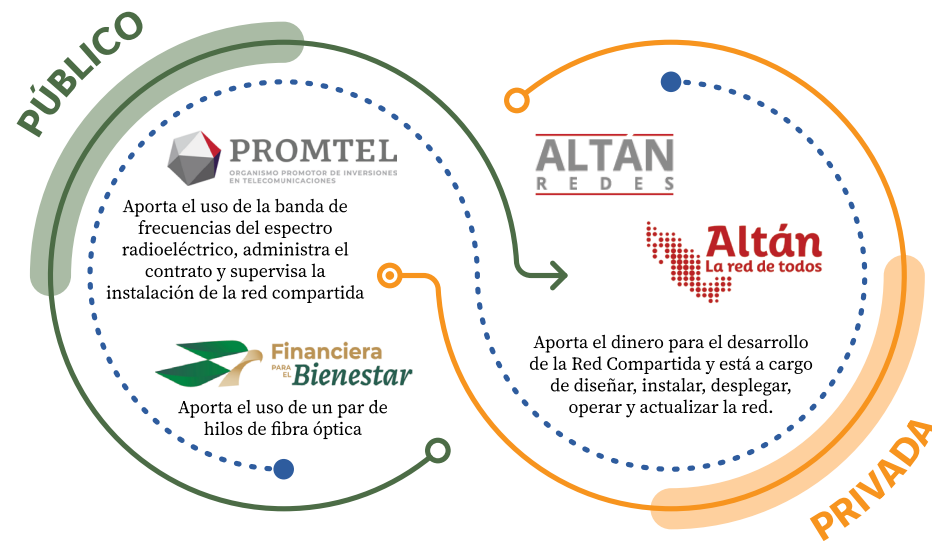 PÚBLICO
PROMTEL
ORGANISMO PROMOTOR DE INVERSIONES
EN TELECOMUNICACIONES
Aporta el uso de la banda de
frecuencias del espectro
radioeléctrico, administra el
contrato y supervisa la
instalación de la red compartida
Financiera
PARA
EL
Bienestar
Aporta el uso de un par de
hilos de fibra óptica
ALTÁN
REDES
Altán
La red de todos
Aporta el dinero para el desarrollo
de la Red Compartida y está a cargo
de diseñar, instalar, desplegar,
operar y actualizar la red.
PRIVADA